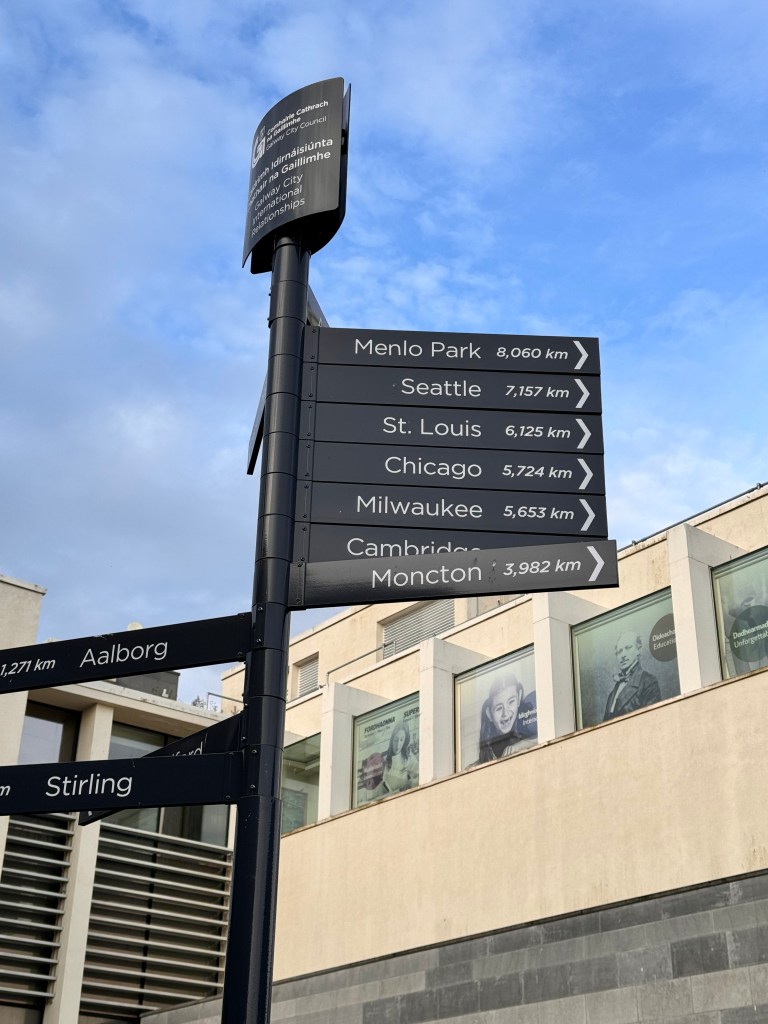 Comhairle Cathrach
na Gaillimhe
Galway City Council
Idirnáisiúnta
na Gaillimhe
Galway City
International
Relationships
Menlo Park 8,060 km
Seattle 7,157 km
St. Louis 6,125 km
Chicago 5,724 km
Milwaukee 5,653 km
Cambridge
Moncton 3,982 km
1,271 km Aalborg
Stirling